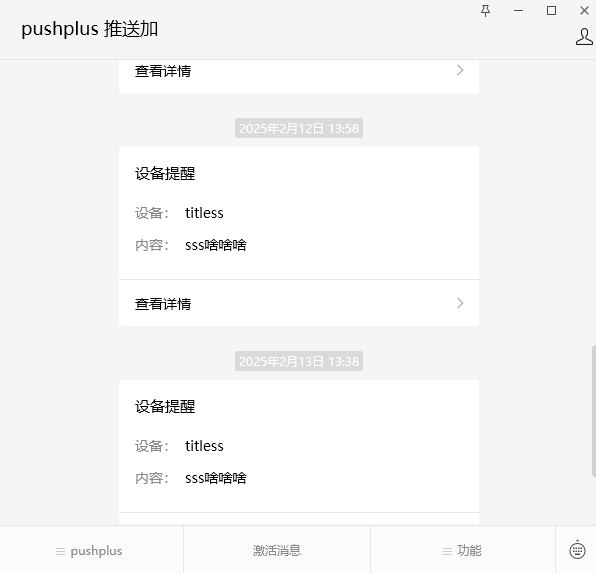 pushplus 推送加
查看详情
2025年2月12日 13:58
设备提醒
设备： titless
内容： sss啥啥啥
查看详情
2025年2月13日 13:38
设备提醒
设备： titless
内容： sss啥啥啥
pushplus 激活消息 功能